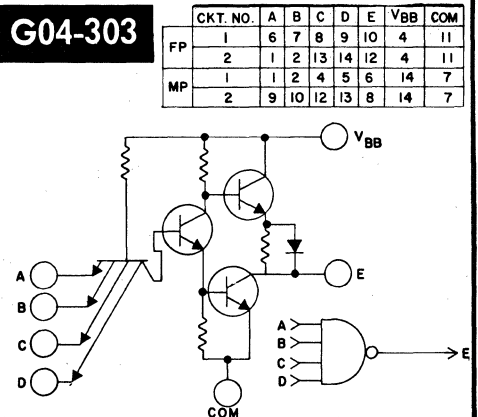 G04-303
CKT. NO. A B C D E VBB COM
FP 1 6 7 8 9 10 4 11
2 1 2 13 14 12 4 11
MP 1 1 2 4 5 6 14 7
2 9 10 12 13 8 14 7
VBB
A
B
C
D
E
COM
A
B
C
D
E